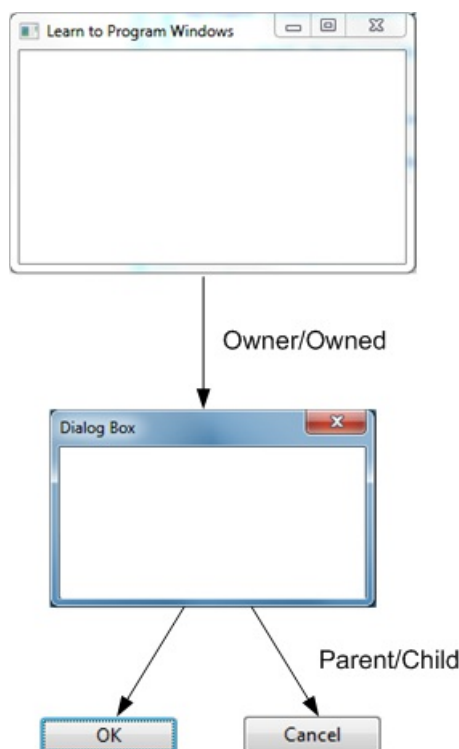 Learn to Program Windows
Owner/Owned
Dialog Box
Parent/Child
OK
Cancel